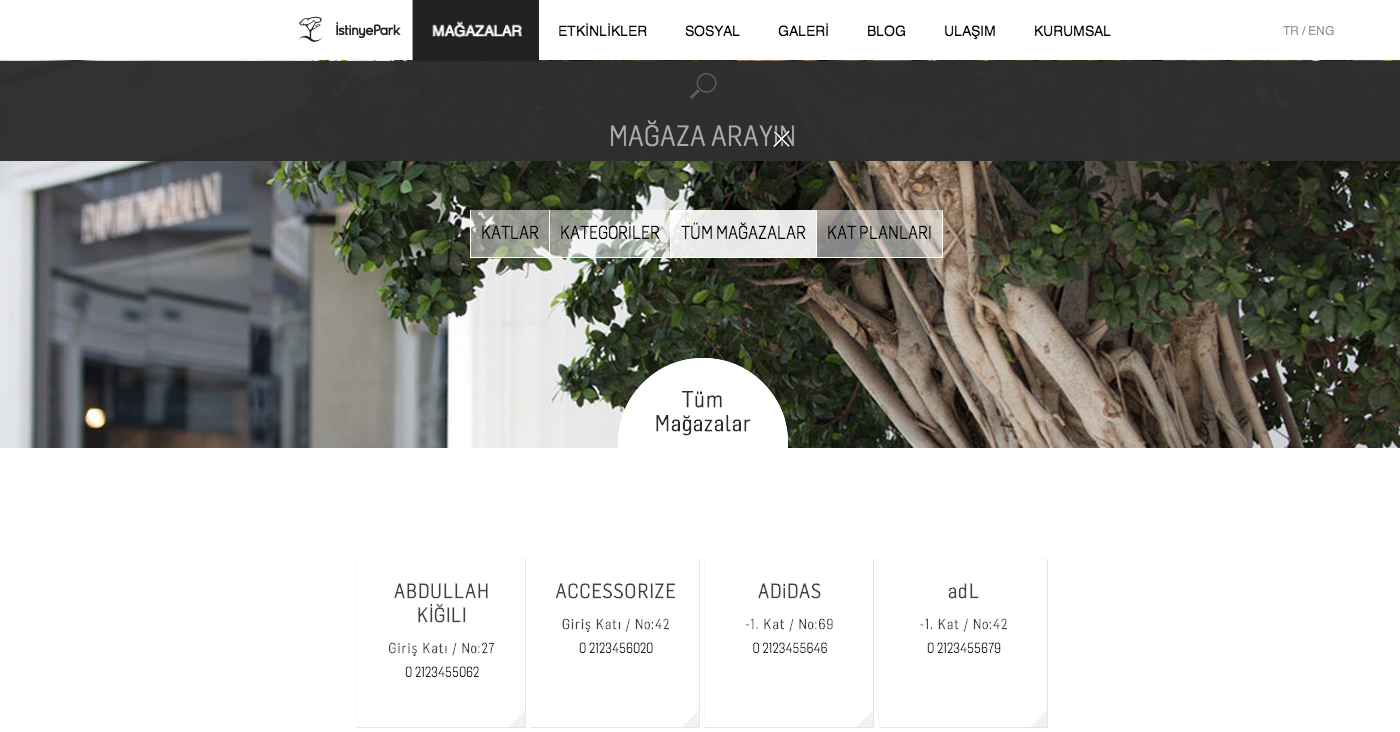 İstinyePark
MAĞAZALAR
ETKİNLİKLER
SOSYAL
GALERİ
BLOG
ULAŞIM
KURUMSAL
TR / ENG
MAĞAZA ARAYIN
EMPORIO ARMANI
KATLAR
KATEGORİLER
TÜM MAĞAZALAR
KAT PLANLARI
Tüm
Mağazalar
ABDULLAH
KİĞILI
Giriş Katı / No:27
0 2123455062
ACCESSORIZE
Giriş Katı / No:42
0 2123456020
ADiDAS
-1. Kat / No:69
0 2123455646
adL
-1. Kat / No:42
0 2123455679